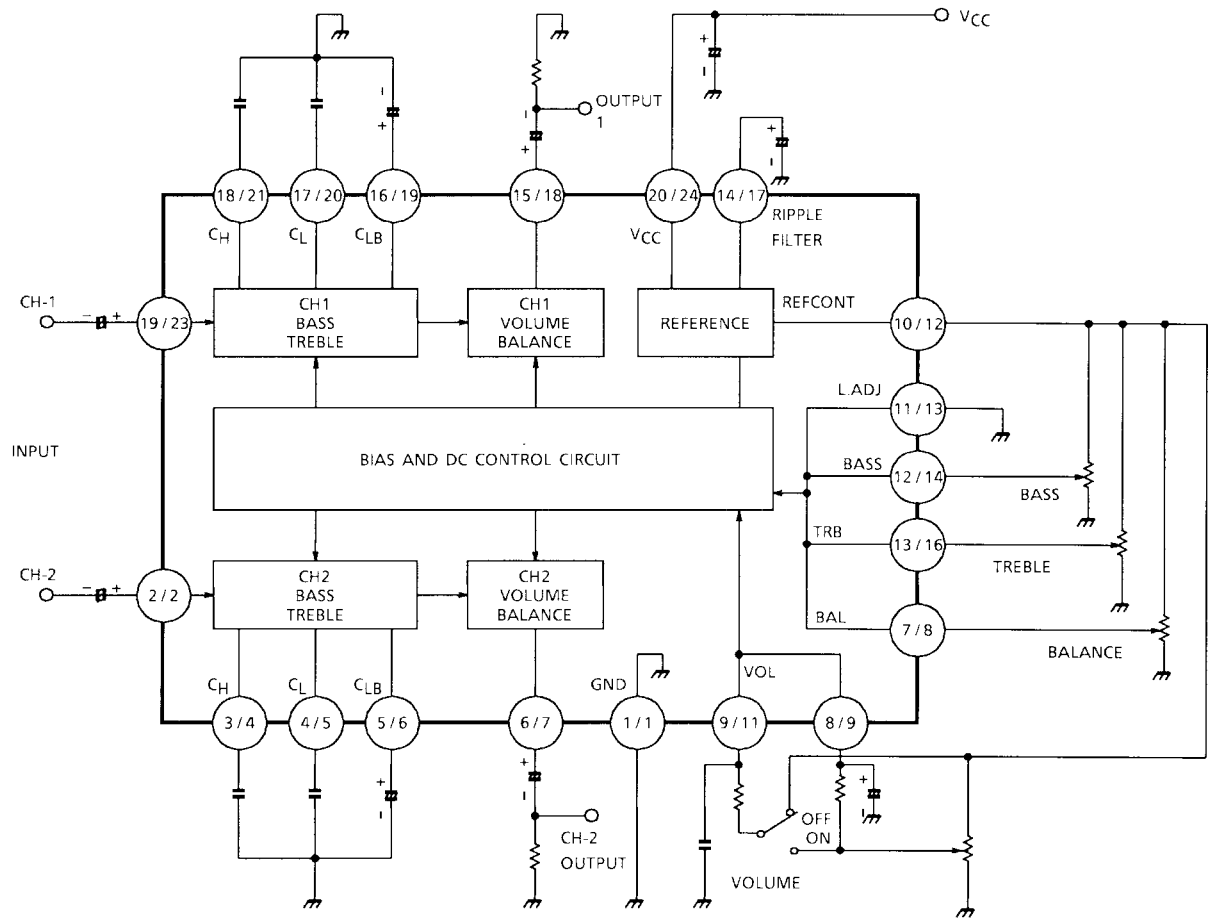 VCC
OUTPUT
1
+
-
+
-
-
+
-
+
18 / 21
17 / 20
16 / 19
15 / 18
20 / 24
14 / 17
RIPPLE
FILTER
CH
CL
CLB
VCC
CH-1
- +
19 / 23
CH1
BASS
TREBLE
CH1
VOLUME
BALANCE
REFERENCE
REFCONT
10 / 12
L.ADJ
11 / 13
INPUT
BIAS AND DC CONTROL CIRCUIT
BASS
12 / 14
BASS
TRB
13 / 16
TREBLE
CH-2
- +
2 / 2
CH2
BASS
TREBLE
CH2
VOLUME
BALANCE
BAL
7 / 8
BALANCE
CH
CL
CLB
GND
VOL
3 / 4
4 / 5
5 / 6
6 / 7
1 / 1
9 / 11
8 / 9
+
-
+
-
+
-
OFF
ON
CH-2
OUTPUT
VOLUME